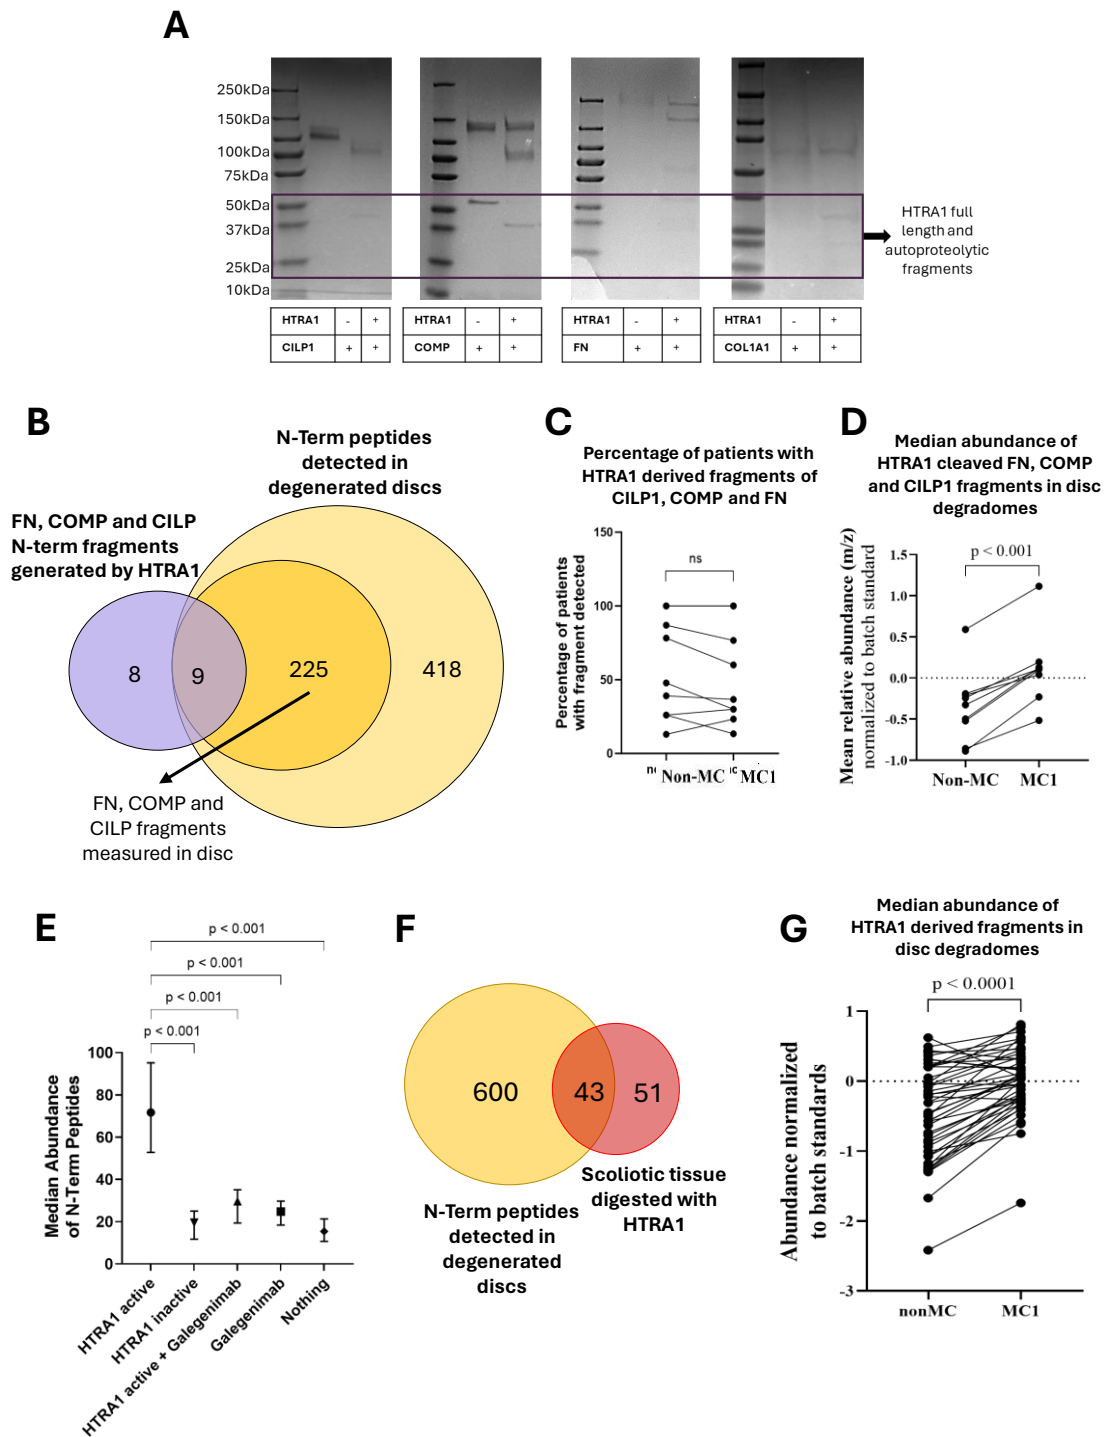 A
250kDa
150kDa
100kDa
75kDa
50kDa
37kDa
25kDa
10kDa
HTRA1 full
length and
autoproteolytic
fragments
HTRA1 - +
CILP1 + +
HTRA1 - +
COMP + +
HTRA1 - +
FN + +
HTRA1 - +
COL1A1 + +
B
N-Term peptides
detected in
degenerated discs
FN, COMP and CILP
N-term fragments
generated by HTRA1
8
9
225
418
FN, COMP and
CILP fragments
measured in disc
C
Percentage of patients with
HTRA1 derived fragments of
CILP1, COMP and FN
Percentage of patients
with fragment detected
150
100
50
0
ns
Non-MC
MC1
D
Median abundance of
HTRA1 cleaved FN, COMP
and CILP1 fragments in disc
degradomes
Mean relative abundance (m/z)
normalized to batch standard
1.5
1.0
0.5
0.0
-0.5
-1.0
p < 0.001
Non-MC
MC1
E
p < 0.001
p < 0.001
p < 0.001
p < 0.001
Median Abundance
of N-Term Peptides
100
80
60
40
20
0
HTRA1 active
HTRA1 inactive
HTRA1 active + Galegenimab
Galegenimab
Nothing
F
600
43
51
N-Term peptides
detected in
degenerated
discs
Scoliotic tissue
digested with
HTRA1
G
Median abundance of
HTRA1 derived fragments in
disc degradomes
p < 0.0001
Abundance normalized
to batch standards
1
0
-1
-2
-3
nonMC
MC1